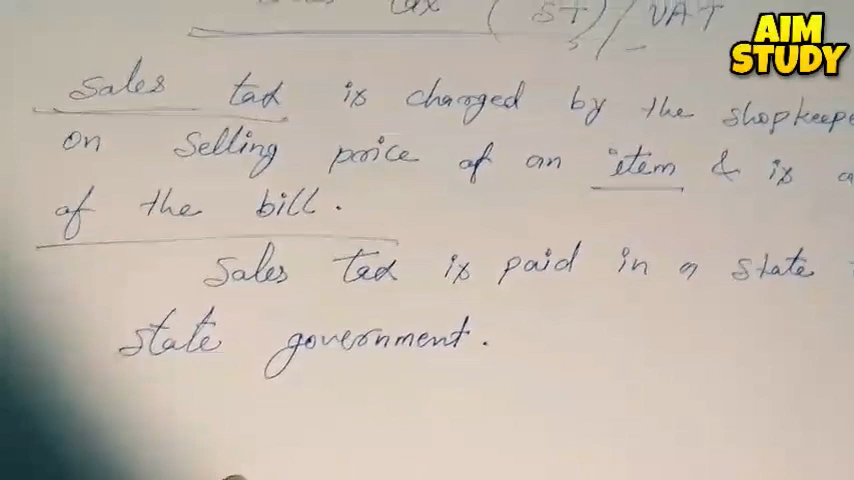 Tax (ST) / VAT
AIM
STUDY
Sales tax is charged by the shopkeepe
on selling price of an item & is a
of the bill.
Sales Tax is paid in a state
state government.